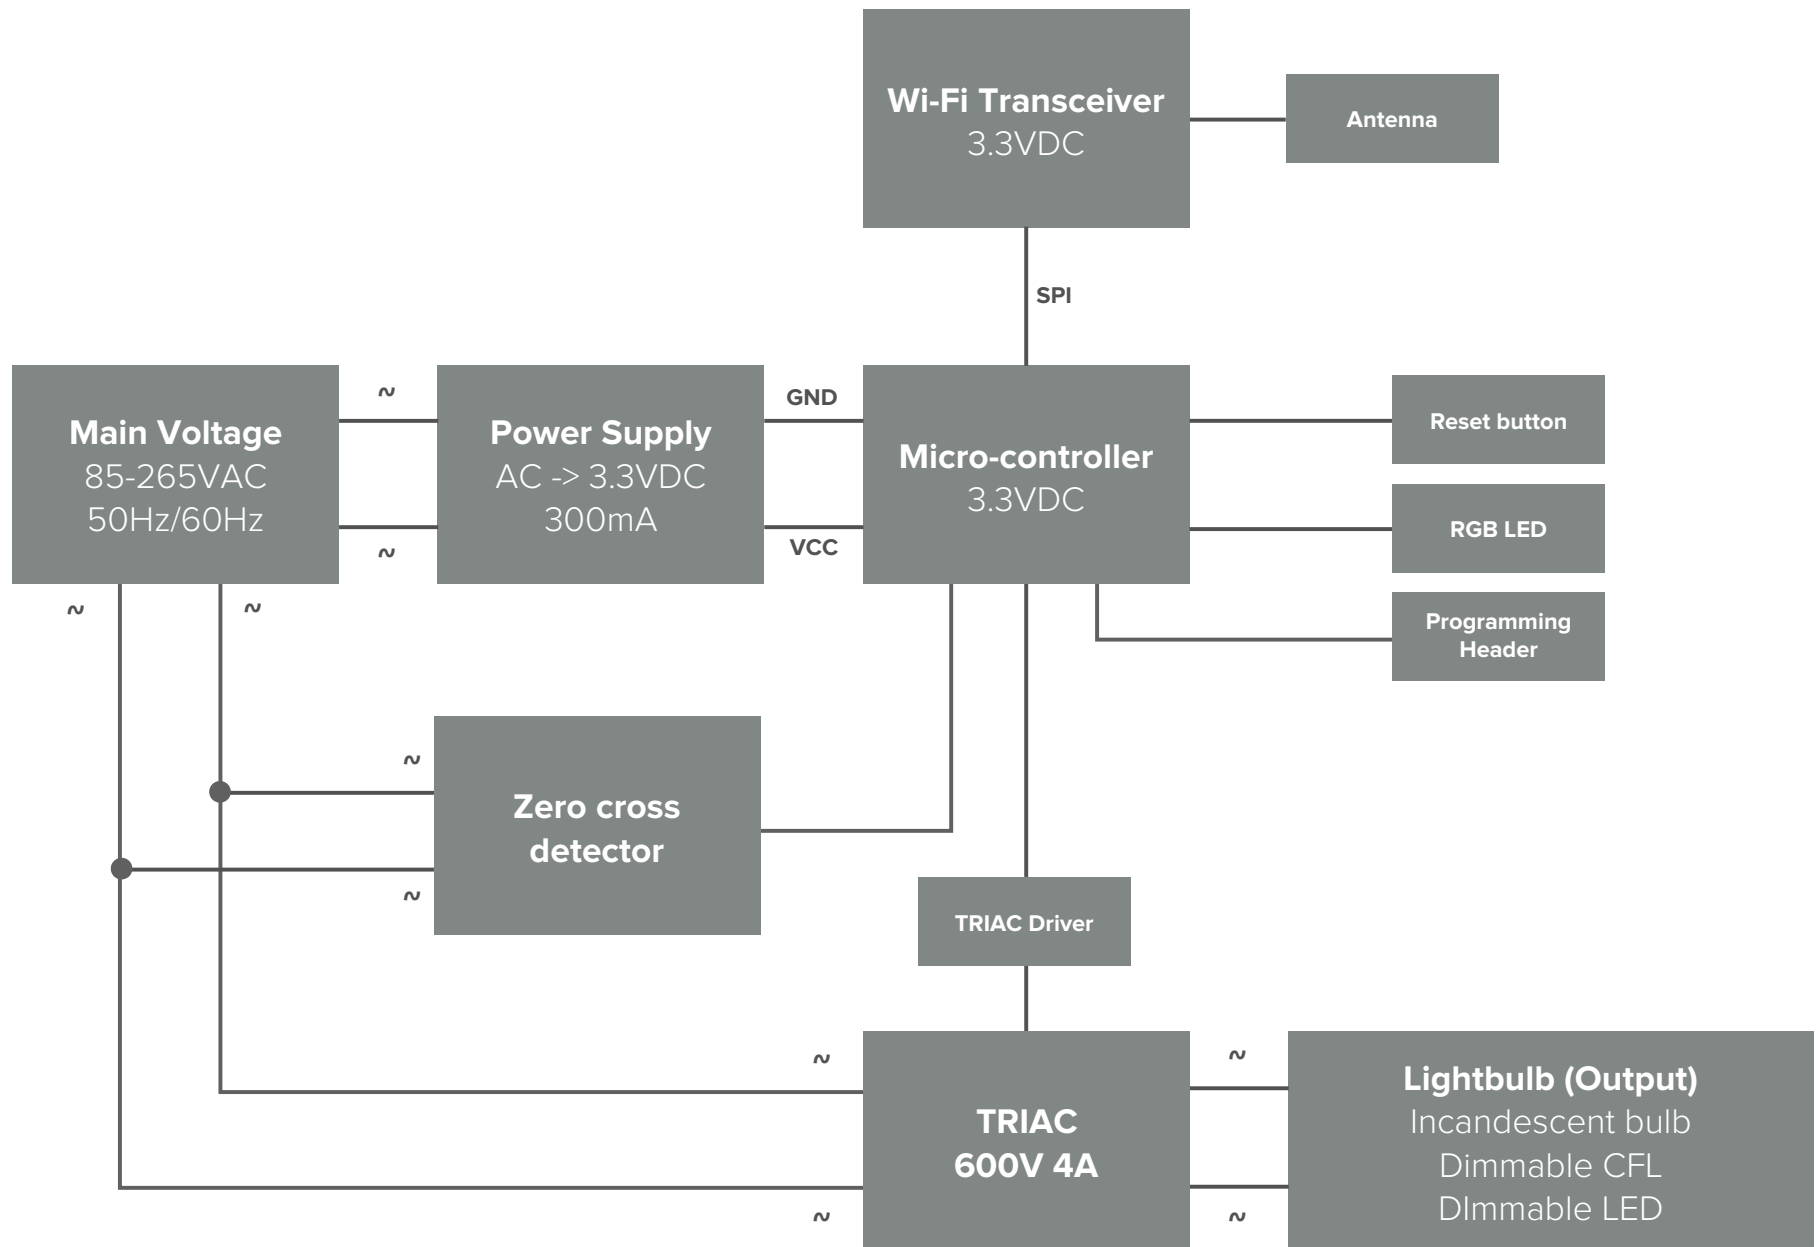 Wi-Fi Transceiver
3.3VDC
Antenna
SPI
Main Voltage
85-265VAC
50Hz/60Hz
~
~
~
~
Power Supply
AC -> 3.3VDC
300mA
GND
VCC
Micro-controller
3.3VDC
Reset button
RGB LED
Programming
Header
~
~
Zero cross
detector
TRIAC Driver
~
~
TRIAC
600V 4A
~
~
Lightbulb (Output)
Incandescent bulb
Dimmable CFL
DImmable LED